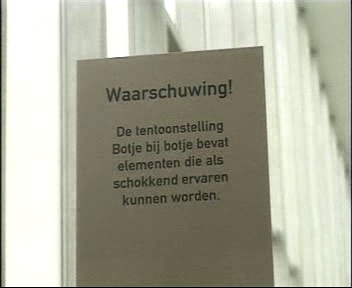 Waarschuwing!
De tentoonstelling
Botje bij botje bevat
elementen die als
schokkend ervaren
kunnen worden.